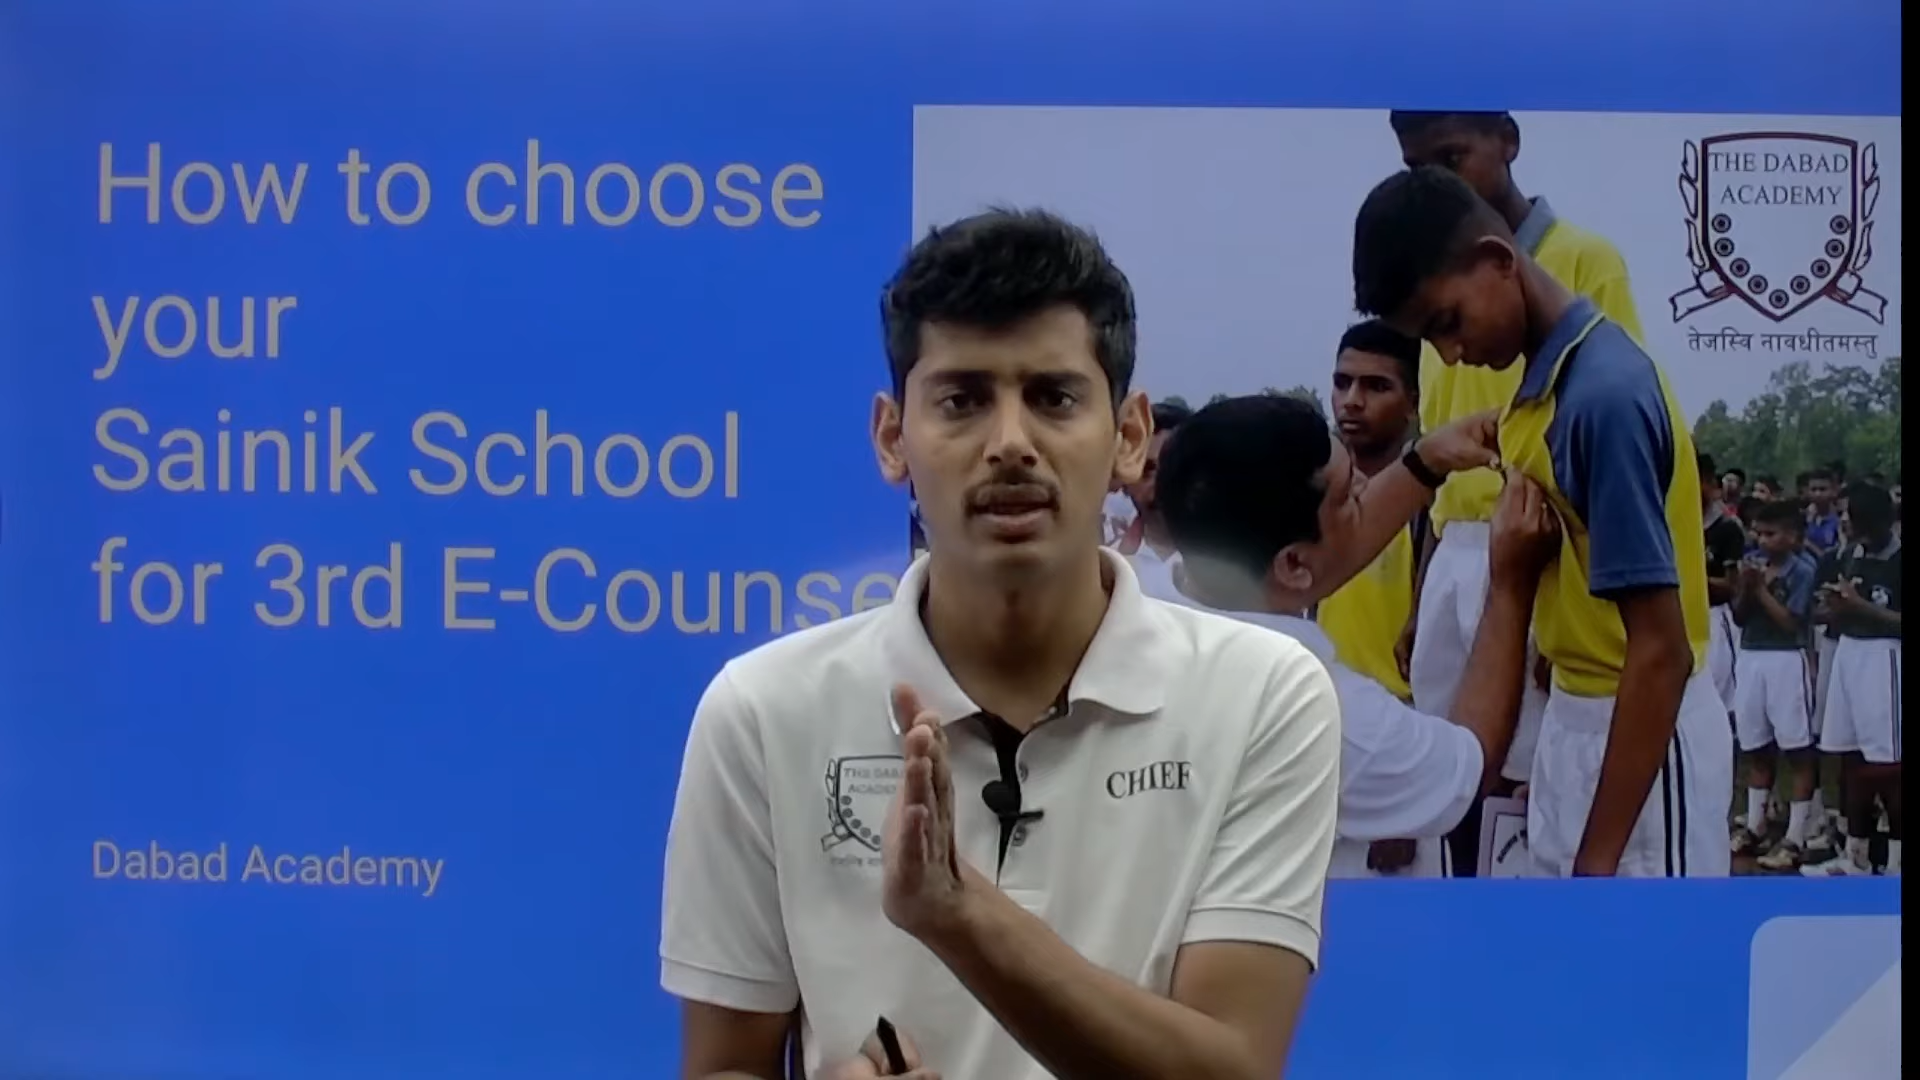 How to choose
your
Sainik School
for 3rd E-Counse
Dabad Academy
THE DABAD
ACADEMY
तेजस्वि नावधीतमस्तु
CHIEF